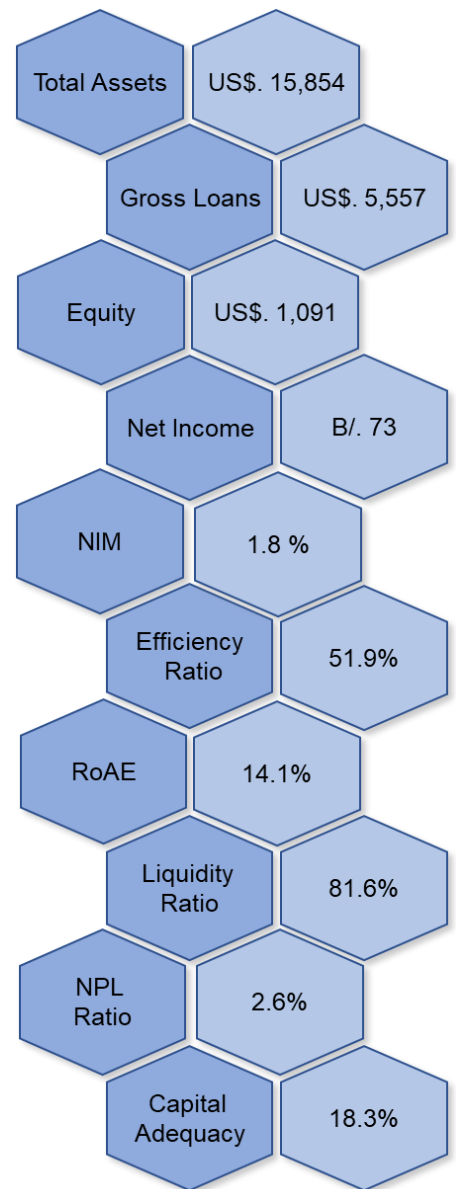 Total Assets
US$. 15,854
Gross Loans
US$. 5,557
Equity
US$. 1,091
Net Income
B/. 73
NIM
1.8 %
Efficiency
Ratio
51.9%
RoAE
14.1%
Liquidity
Ratio
81.6%
NPL
Ratio
2.6%
Capital
Adequacy
18.3%